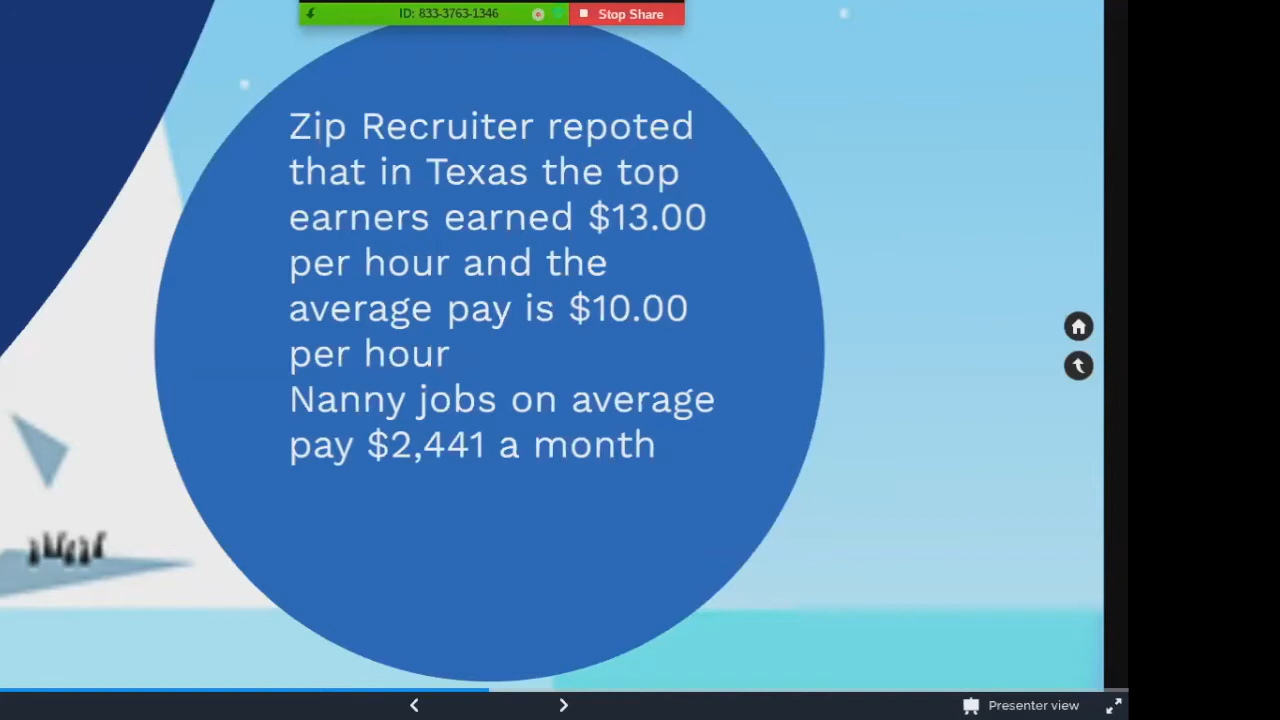 ID: 833-3763-1346
Stop Share
Zip Recruiter repoted
that in Texas the top
earners earned $13.00
per hour and the
average pay is $10.00
per hour
Nanny jobs on average
pay $2,441 a month
Presenter view